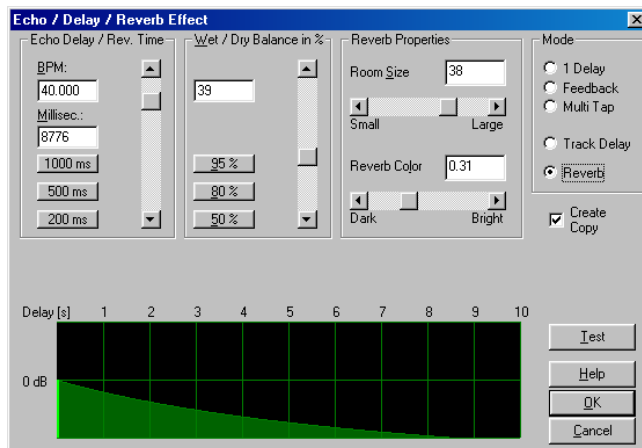 Echo / Delay / Reverb Effect
Echo Delay / Rev. Time
BPM:
40.000
Millisec.:
8776
1000 ms
500 ms
200 ms
Wet / Dry Balance in %
39
95 %
80 %
50 %
Reverb Properties
Room Size
38
Small
Large
Reverb Color
0.31
Dark
Bright
Mode
1 Delay
Feedback
Multi Tap
Track Delay
Reverb
Create
Copy
Delay [s] 1 2 3 4 5 6 7 8 9 10
0 dB
Test
Help
OK
Cancel